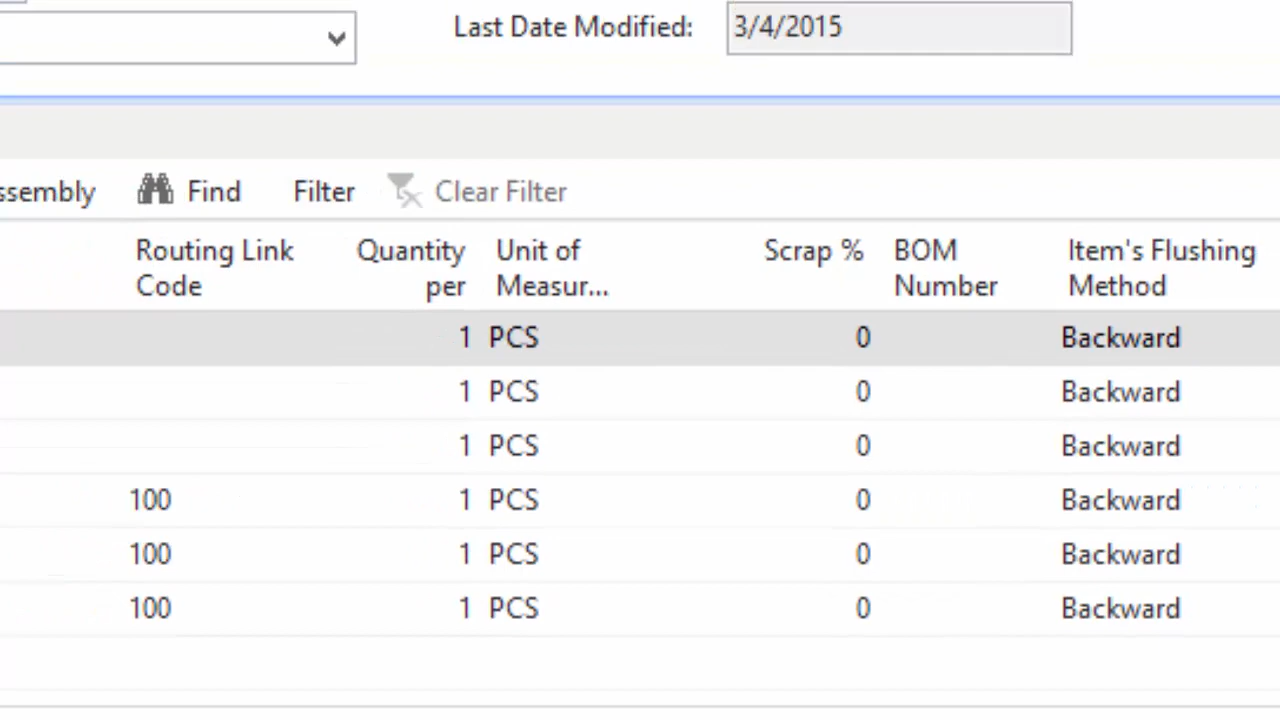 Last Date Modified: 3/4/2015
ssembly Find Filter Clear Filter
Routing Link Code Quantity per Unit of Measur... Scrap % BOM Number Item's Flushing Method
1 PCS 0 Backward
1 PCS 0 Backward
1 PCS 0 Backward
100 1 PCS 0 Backward
100 1 PCS 0 Backward
100 1 PCS 0 Backward